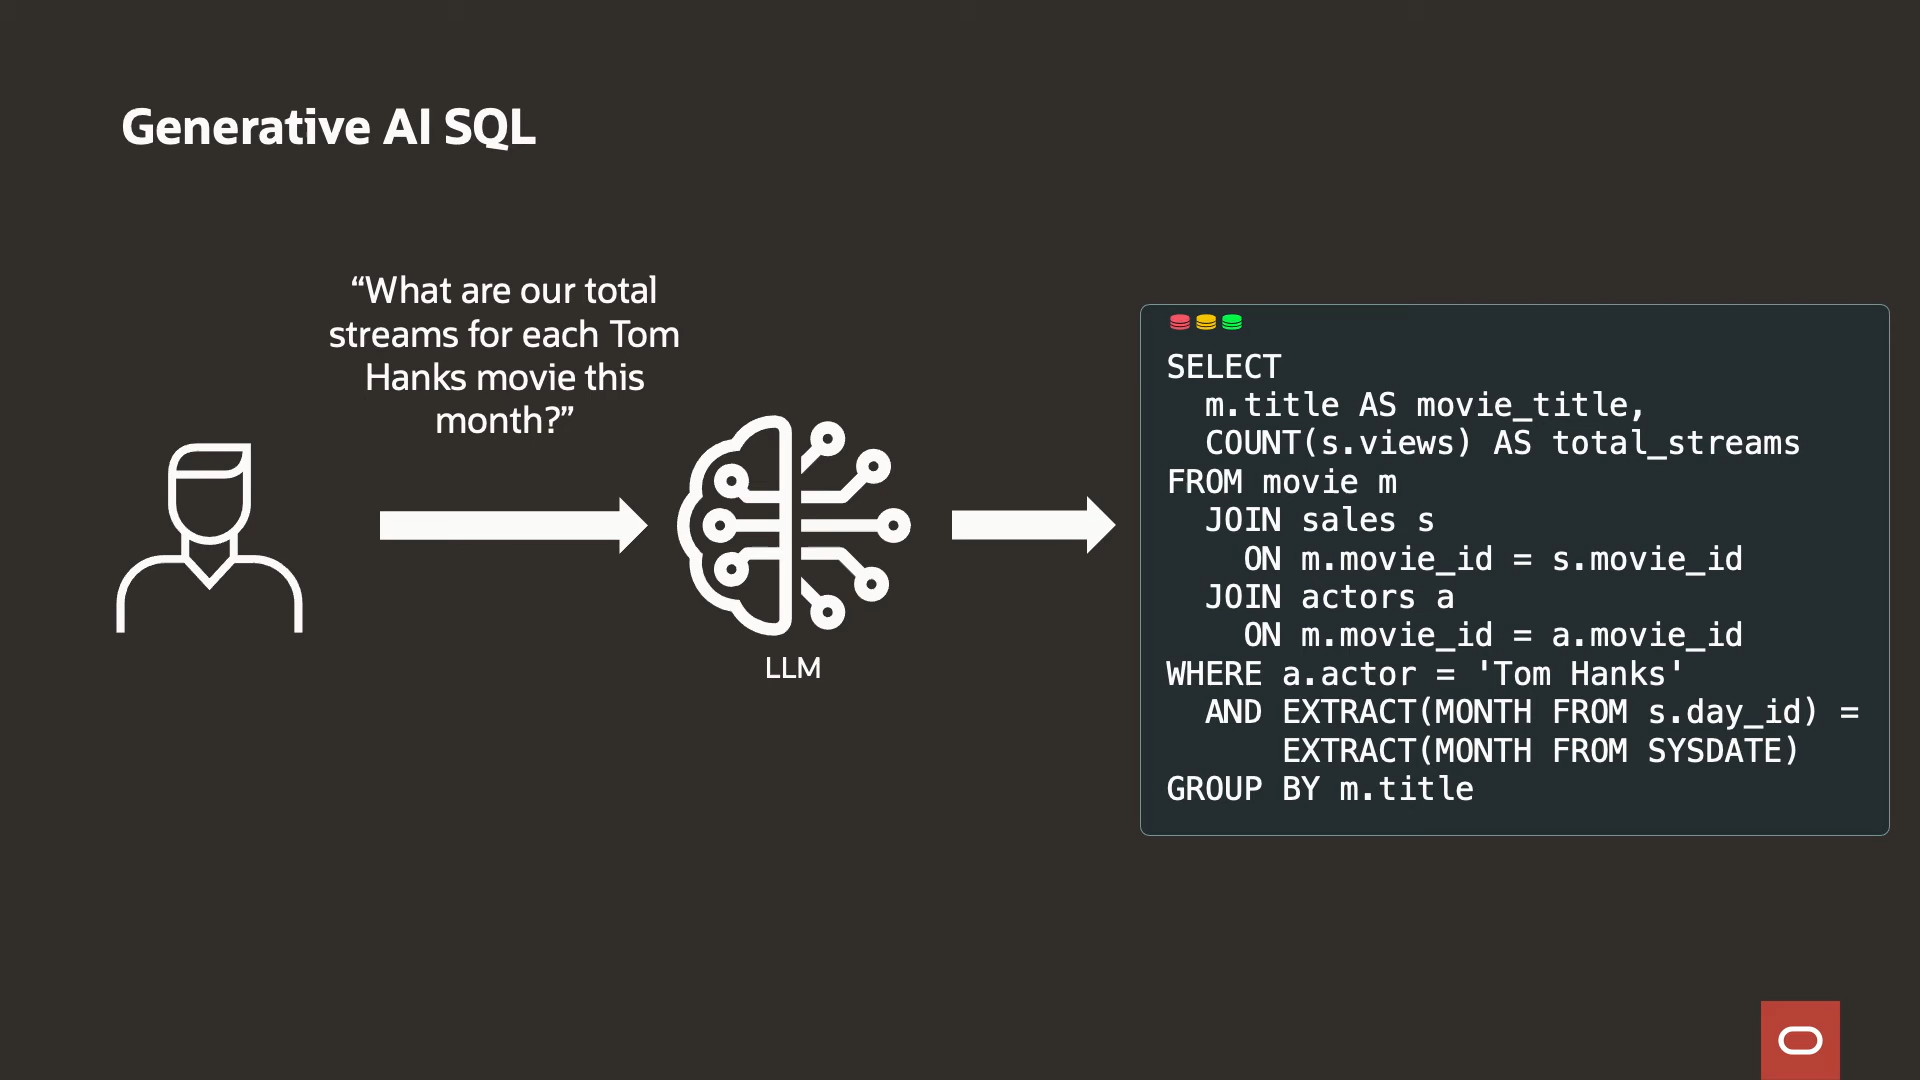 Generative AI SQL
“What are our total
streams for each Tom
Hanks movie this
month?”
LLM
SELECT
  m.title AS movie_title,
  COUNT(s.views) AS total_streams
FROM movie m
  JOIN sales s
    ON m.movie_id = s.movie_id
  JOIN actors a
    ON m.movie_id = a.movie_id
WHERE a.actor = 'Tom Hanks'
  AND EXTRACT(MONTH FROM s.day_id) =
      EXTRACT(MONTH FROM SYSDATE)
GROUP BY m.title